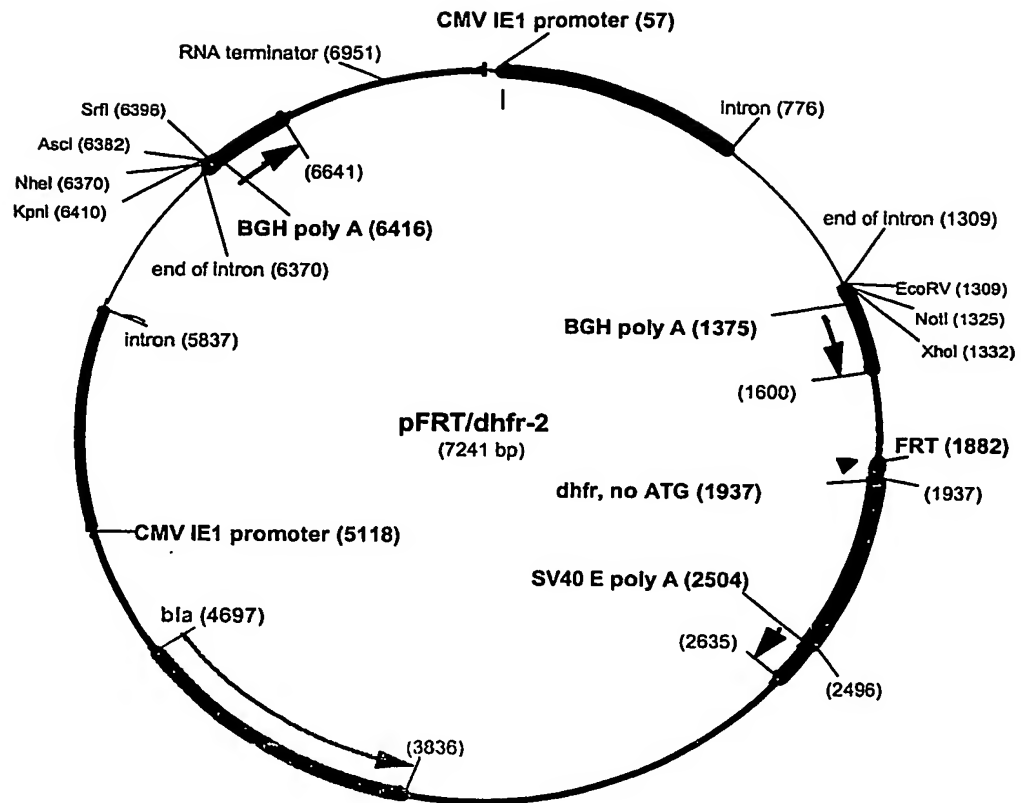 CMV IE1 promoter (57)
RNA terminator (6951)
SrfI (6396)
AscI (6382)
NheI (6370)
KpnI (6410)
(6641)
BGH poly A (6416)
end of Intron (6370)
intron (5837)
intron (776)
end of Intron (1309)
EcoRV (1309)
NotI (1325)
XhoI (1332)
BGH poly A (1375)
(1600)
pFRT/dhfr-2
(7241 bp)
FRT (1882)
dhfr, no ATG (1937)
(1937)
CMV IE1 promoter (5118)
SV40 E poly A (2504)
bla (4697)
(2635)
(2496)
(3836)